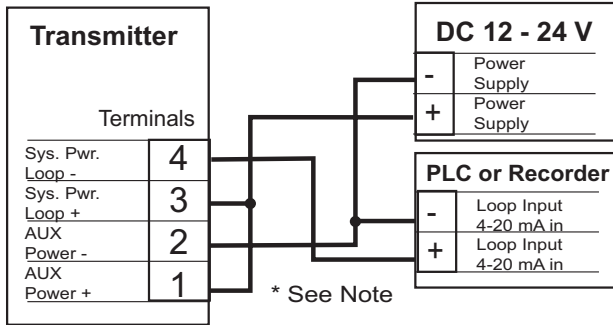 Transmitter
Terminals
Sys. Pwr.
Loop -
4
Sys. Pwr.
Loop +
3
AUX
Power -
2
AUX
Power +
1
* See Note
DC 12 - 24 V
-
Power
Supply
+
Power
Supply
PLC or Recorder
-
Loop Input
4-20 mA in
+
Loop Input
4-20 mA in